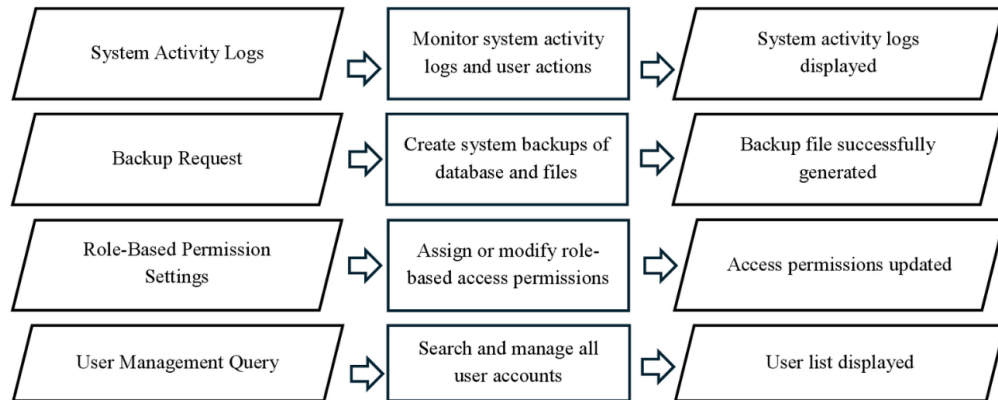 System Activity Logs
Monitor system activity
logs and user actions
System activity logs
displayed
Backup Request
Create system backups of
database and files
Backup file successfully
generated
Role-Based Permission
Settings
Assign or modify role-
based access permissions
Access permissions updated
User Management Query
Search and manage all
user accounts
User list displayed